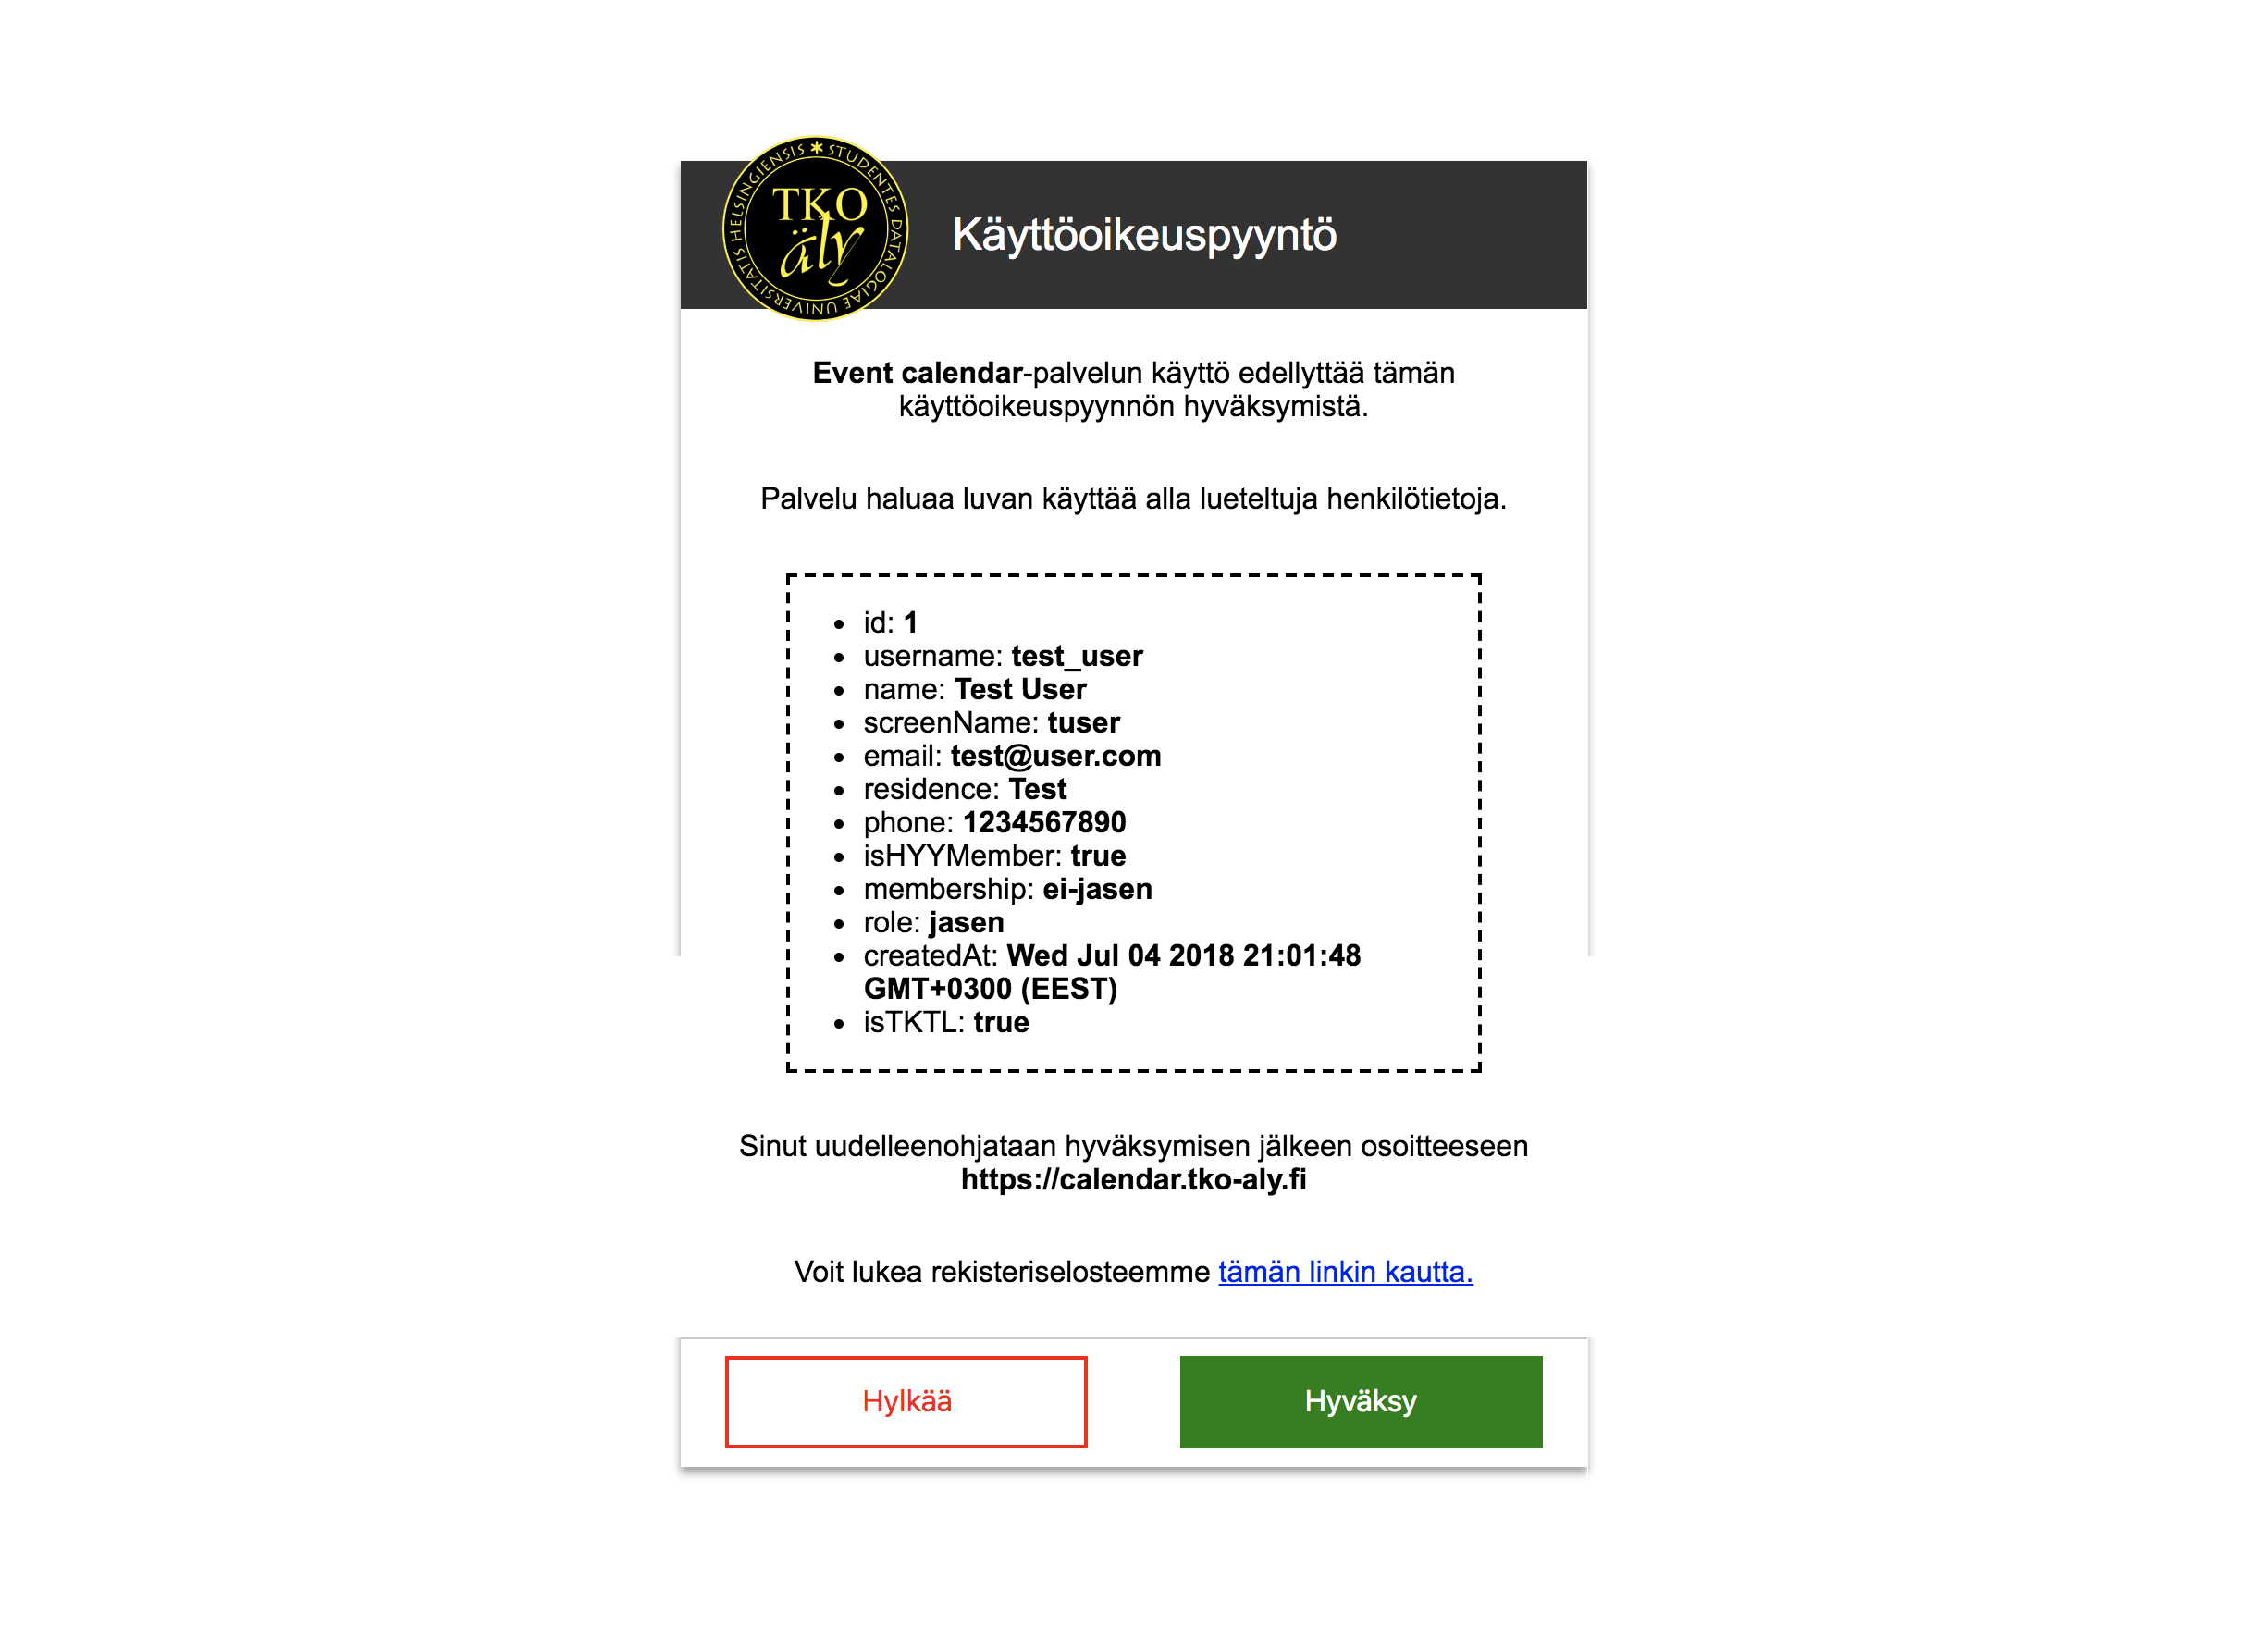 STUDENTES DATALOGIAE UNIVERSITATIS HELSINGIENSIS
TKO
äly
Käyttöoikeuspyyntö
Event calendar-palvelun käyttö edellyttää tämän
käyttöoikeuspyynnön hyväksymistä.
Palvelu haluaa luvan käyttää alla lueteltuja henkilötietoja.
• id: 1
• username: test_user
• name: Test User
• screenName: tuser
• email: test@user.com
• residence: Test
• phone: 1234567890
• isHYYMember: true
• membership: ei-jasen
• role: jasen
• createdAt: Wed Jul 04 2018 21:01:48
GMT+0300 (EEST)
• isTKTL: true
Sinut uudelleenohjataan hyväksymisen jälkeen osoitteeseen
https://calendar.tko-aly.fi
Voit lukea rekisteriselosteemme tämän linkin kautta.
Hylkää
Hyväksy